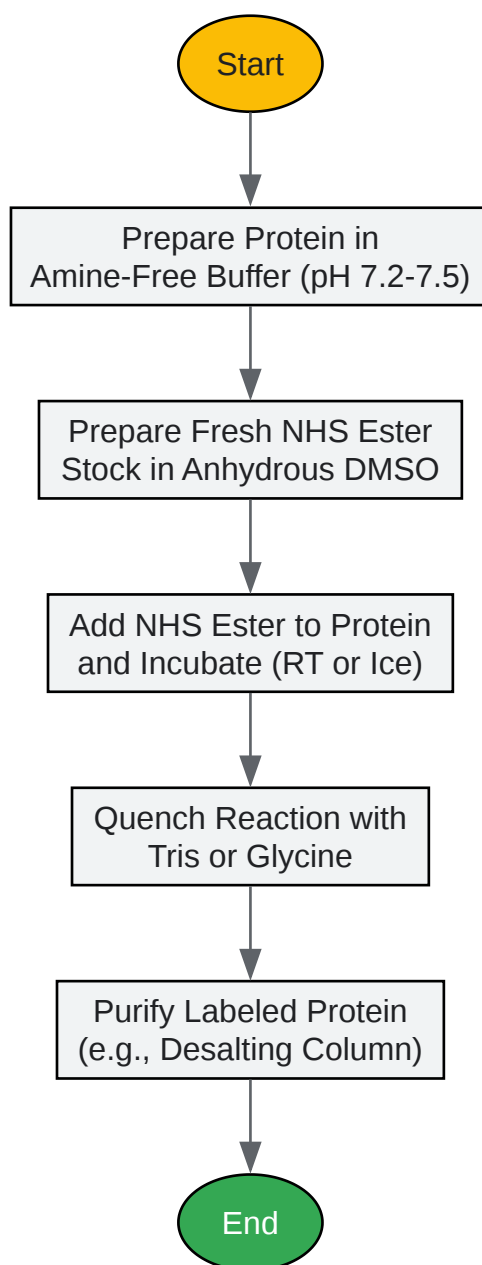 Start
Prepare Protein in
Amine-Free Buffer (pH 7.2-7.5)
Prepare Fresh NHS Ester
Stock in Anhydrous DMSO
Add NHS Ester to Protein
and Incubate (RT or Ice)
Quench Reaction with
Tris or Glycine
Purify Labeled Protein
(e.g., Desalting Column)
End